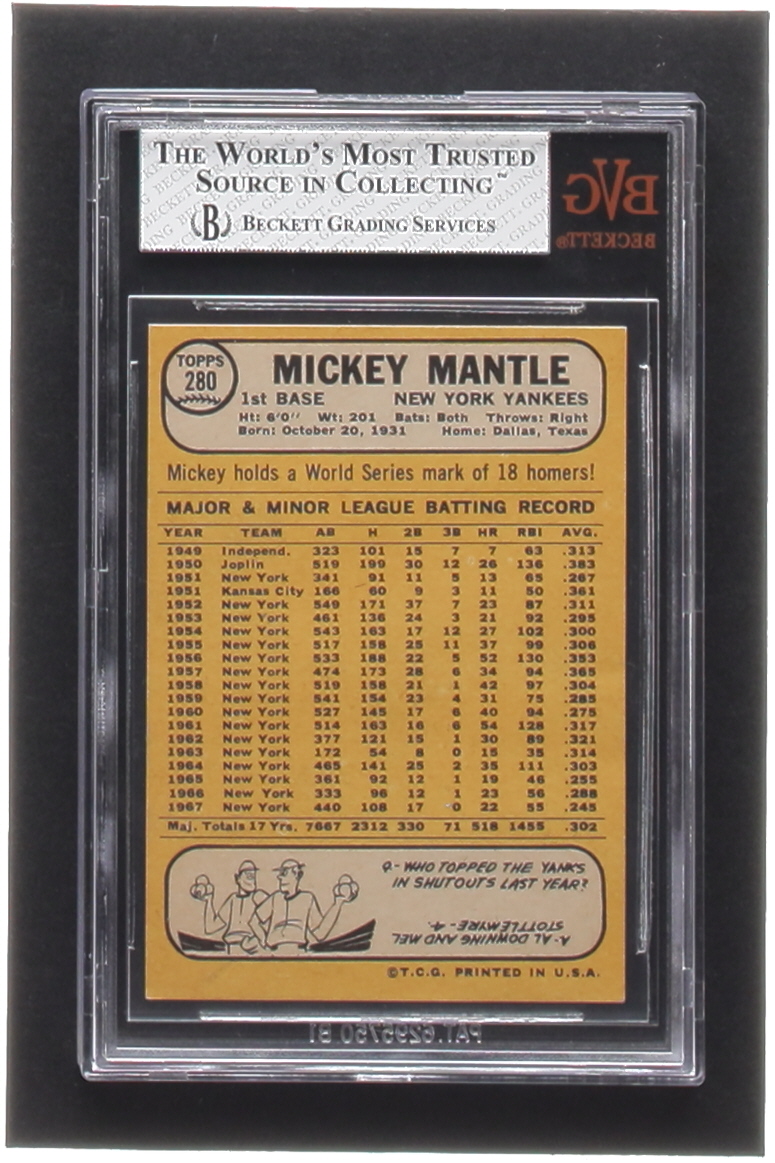 THE WORLD'S MOST TRUSTED
SOURCE IN COLLECTING™
B BECKETT GRADING SERVICES
BVG
BECKETT®
TOPPS
280
MICKEY MANTLE
1st BASE NEW YORK YANKEES
Ht: 6'0" Wt: 201 Bats: Both Throws: Right
Born: October 20, 1931 Home: Dallas, Texas
Mickey holds a World Series mark of 18 homers!
MAJOR & MINOR LEAGUE BATTING RECORD
YEAR TEAM AB H 2B 3B HR RBI AVG.
1949 Independ. 323 101 15 7 7 63 .313
1950 Joplin 519 199 30 12 26 136 .383
1951 New York 341 91 11 5 13 65 .267
1951 Kansas City 166 60 9 3 11 50 .361
1952 New York 549 171 37 7 23 87 .311
1953 New York 461 136 24 3 21 92 .295
1954 New York 543 163 17 12 27 102 .300
1955 New York 517 158 25 11 37 99 .306
1956 New York 533 188 22 5 52 130 .353
1957 New York 474 173 28 6 34 94 .365
1958 New York 519 158 21 1 42 97 .304
1959 New York 541 154 23 4 31 75 .285
1960 New York 527 145 17 6 40 94 .275
1961 New York 514 163 16 6 54 128 .317
1962 New York 377 121 15 1 30 89 .321
1963 New York 172 54 8 0 15 35 .314
1964 New York 465 141 25 2 35 111 .303
1965 New York 361 92 12 1 19 46 .255
1966 New York 333 96 12 1 23 56 .288
1967 New York 440 108 17 0 22 55 .245
Maj. Totals 17 Yrs. 7667 2312 330 71 518 1455 .302
Q- WHO TOPPED THE YANKS
IN SHUTOUTS LAST YEAR?
A- AL DOWNING AND MEL
STOTTLEMYRE - 4.
©T.C.G. PRINTED IN U.S.A.
PAT. 6295750 B1